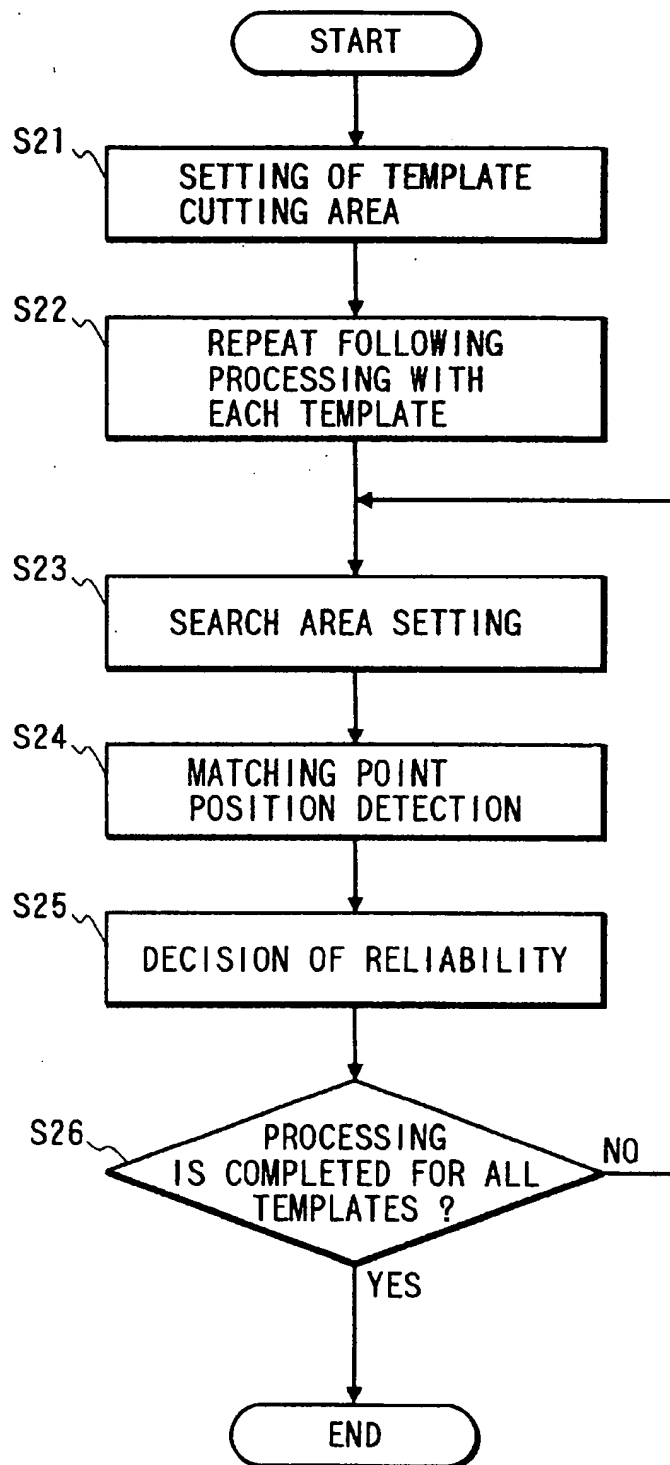 START
S21
SETTING OF TEMPLATE
CUTTING AREA
S22
REPEAT FOLLOWING
PROCESSING WITH
EACH TEMPLATE
S23
SEARCH AREA SETTING
S24
MATCHING POINT
POSITION DETECTION
S25
DECISION OF RELIABILITY
S26
PROCESSING
IS COMPLETED FOR ALL
TEMPLATES ?
NO
YES
END